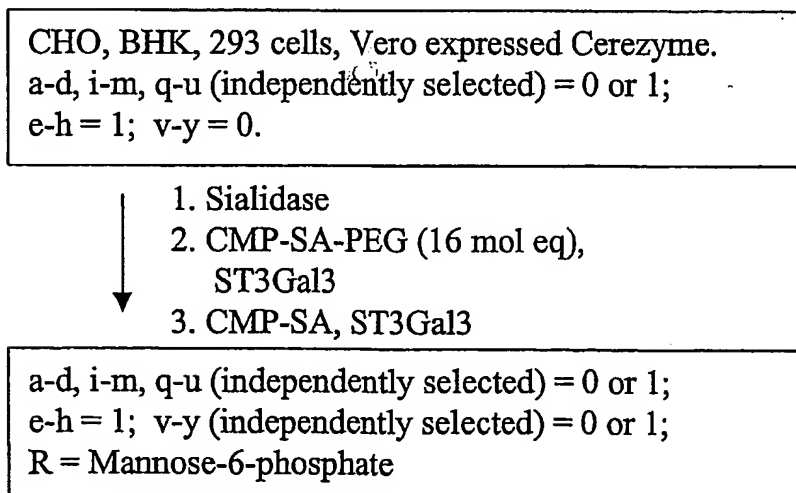 CHO, BHK, 293 cells, Vero expressed Cerezyme.
a-d, i-m, q-u (independently selected) = 0 or 1;
e-h = 1; v-y = 0.
1. Sialidase
2. CMP-SA-PEG (16 mol eq),
ST3Gal3
3. CMP-SA, ST3Gal3
a-d, i-m, q-u (independently selected) = 0 or 1;
e-h = 1; v-y (independently selected) = 0 or 1;
R = Mannose-6-phosphate